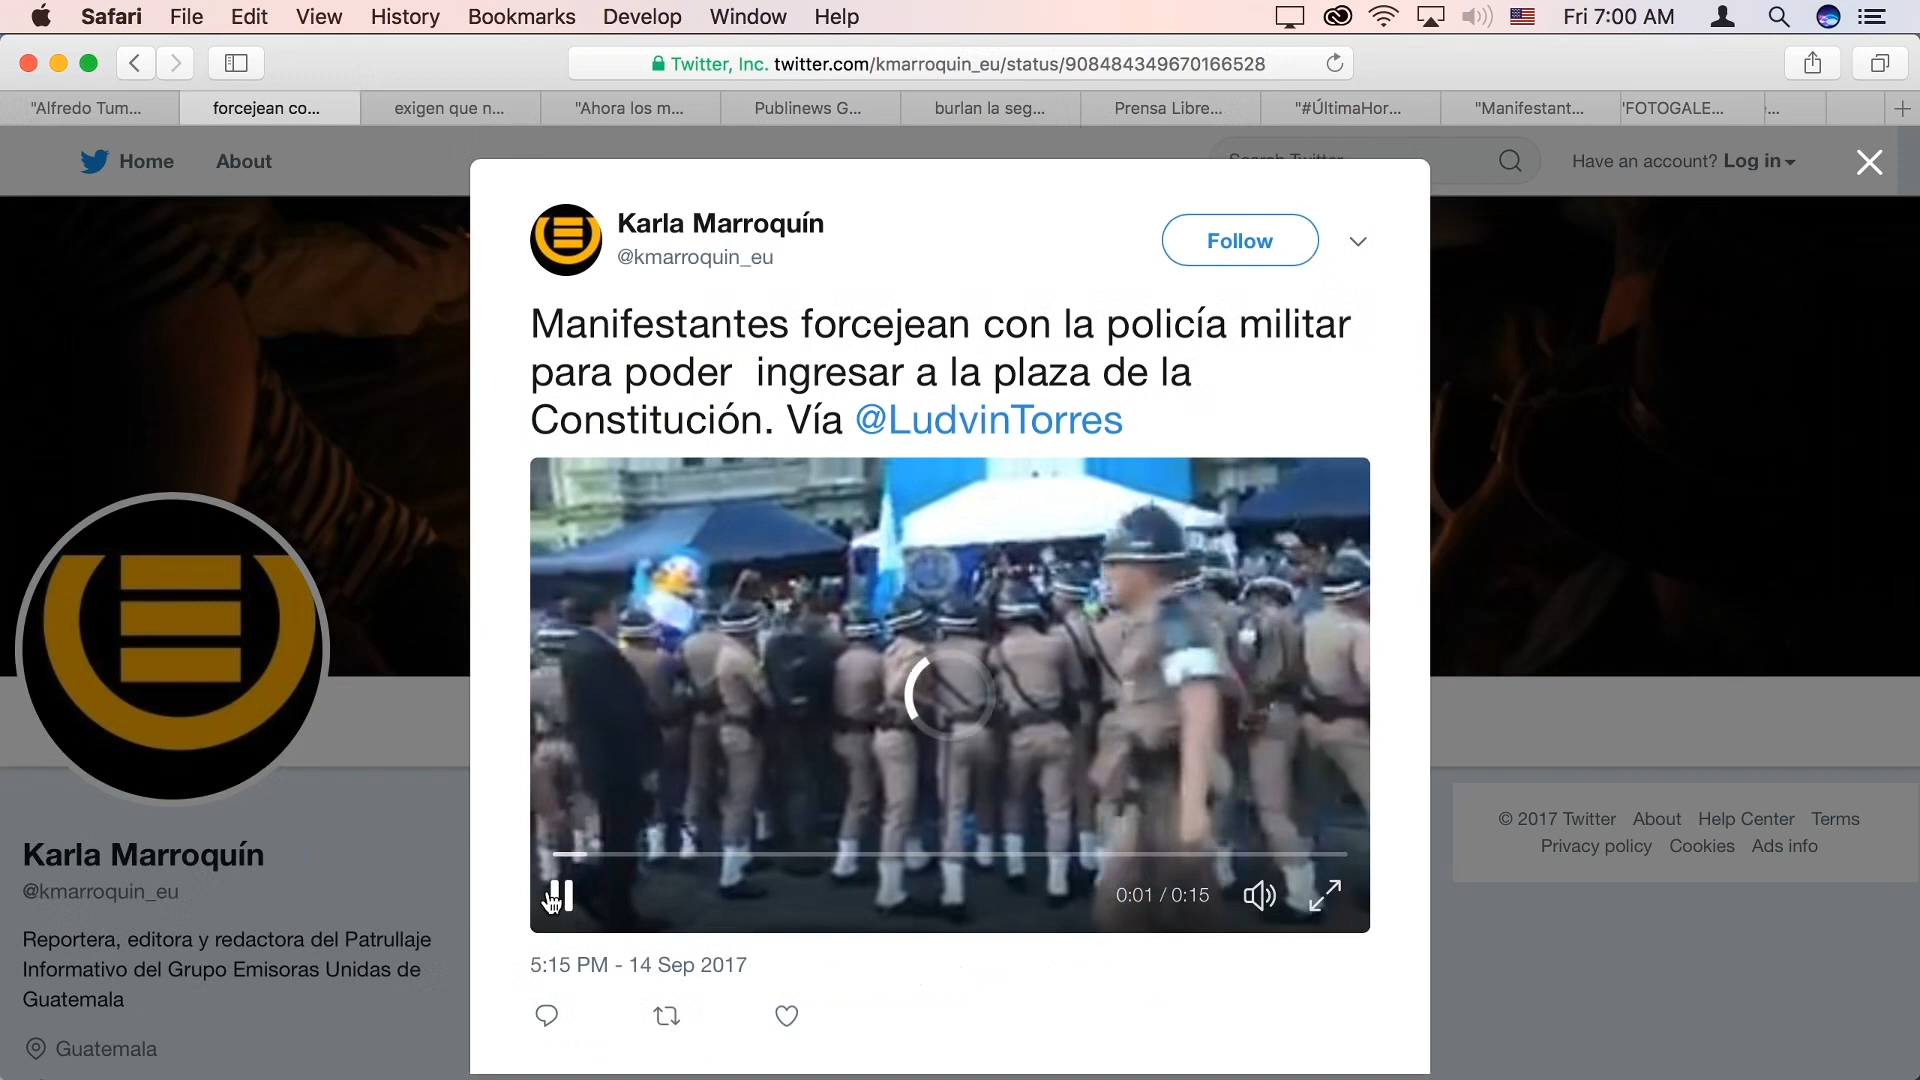 Safari File Edit View History Bookmarks Develop Window Help Fri 7:00 AM
Twitter, Inc. twitter.com/kmarroquin_eu/status/908484349670166528
"Alfredo Tum... forcejean co... exigen que n... "Ahora los m... Publinews G... burlan la seg... Prensa Libre... "#ÚltimaHor... "Manifestant... 'FOTOGALE...
Home About Search Twitter Have an account? Log in
Karla Marroquín
@kmarroquin_eu
Follow
Manifestantes forcejean con la policía militar
para poder ingresar a la plaza de la
Constitución. Vía @LudvinTorres
0:01 / 0:15
5:15 PM - 14 Sep 2017
Karla Marroquín
@kmarroquin_eu
Reportera, editora y redactora del Patrullaje
Informativo del Grupo Emisoras Unidas de
Guatemala
Guatemala
© 2017 Twitter About Help Center Terms
Privacy policy Cookies Ads info